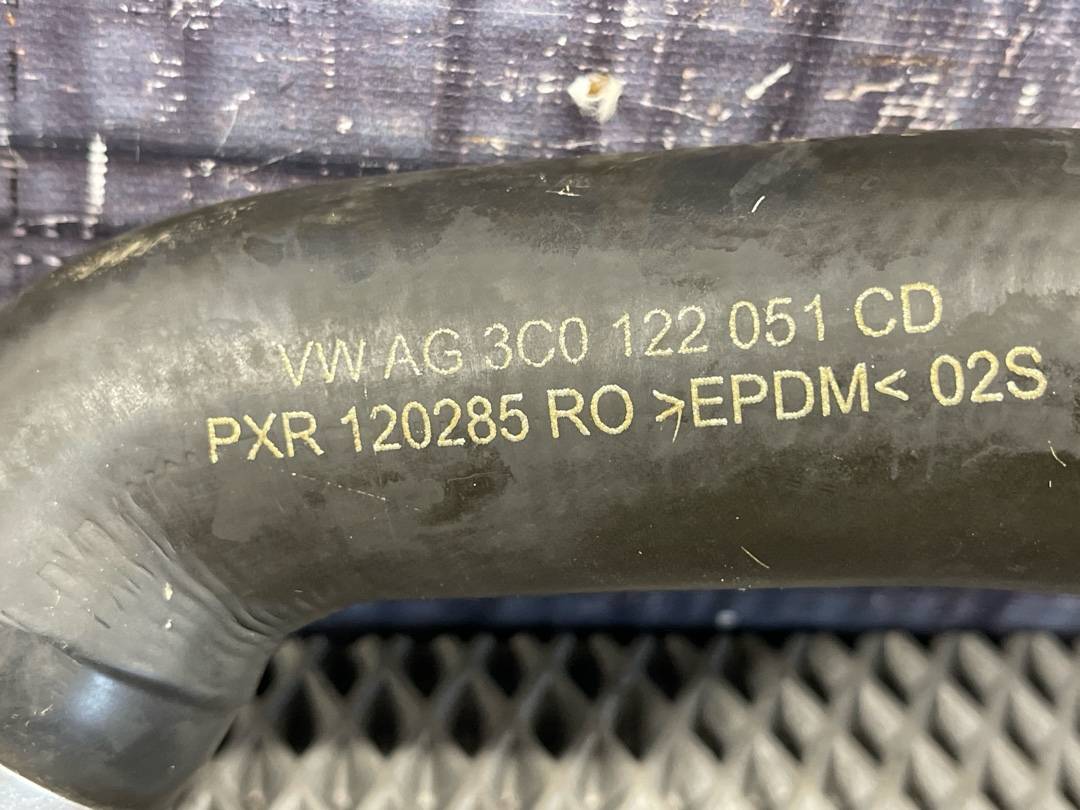 VW AG 3C0 122 051 CD
PXR 120285 RO >EPDM< 02S